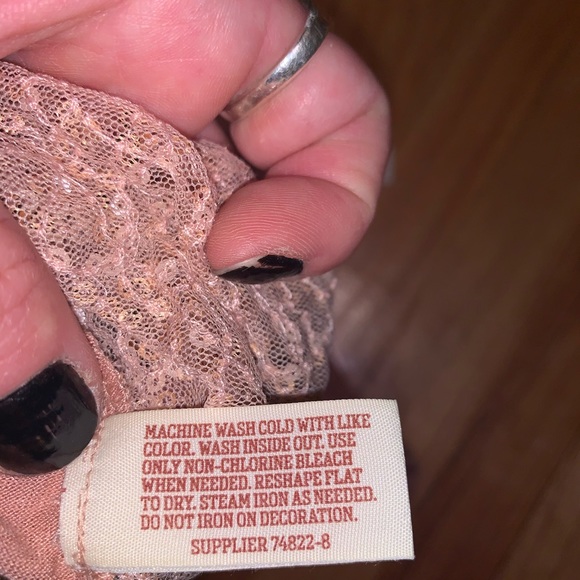 MACHINE WASH COLD WITH LIKE
COLOR. WASH INSIDE OUT. USE
ONLY NON-CHLORINE BLEACH
WHEN NEEDED. RESHAPE FLAT
TO DRY. STEAM IRON AS NEEDED.
DO NOT IRON ON DECORATION.
SUPPLIER 74822-8